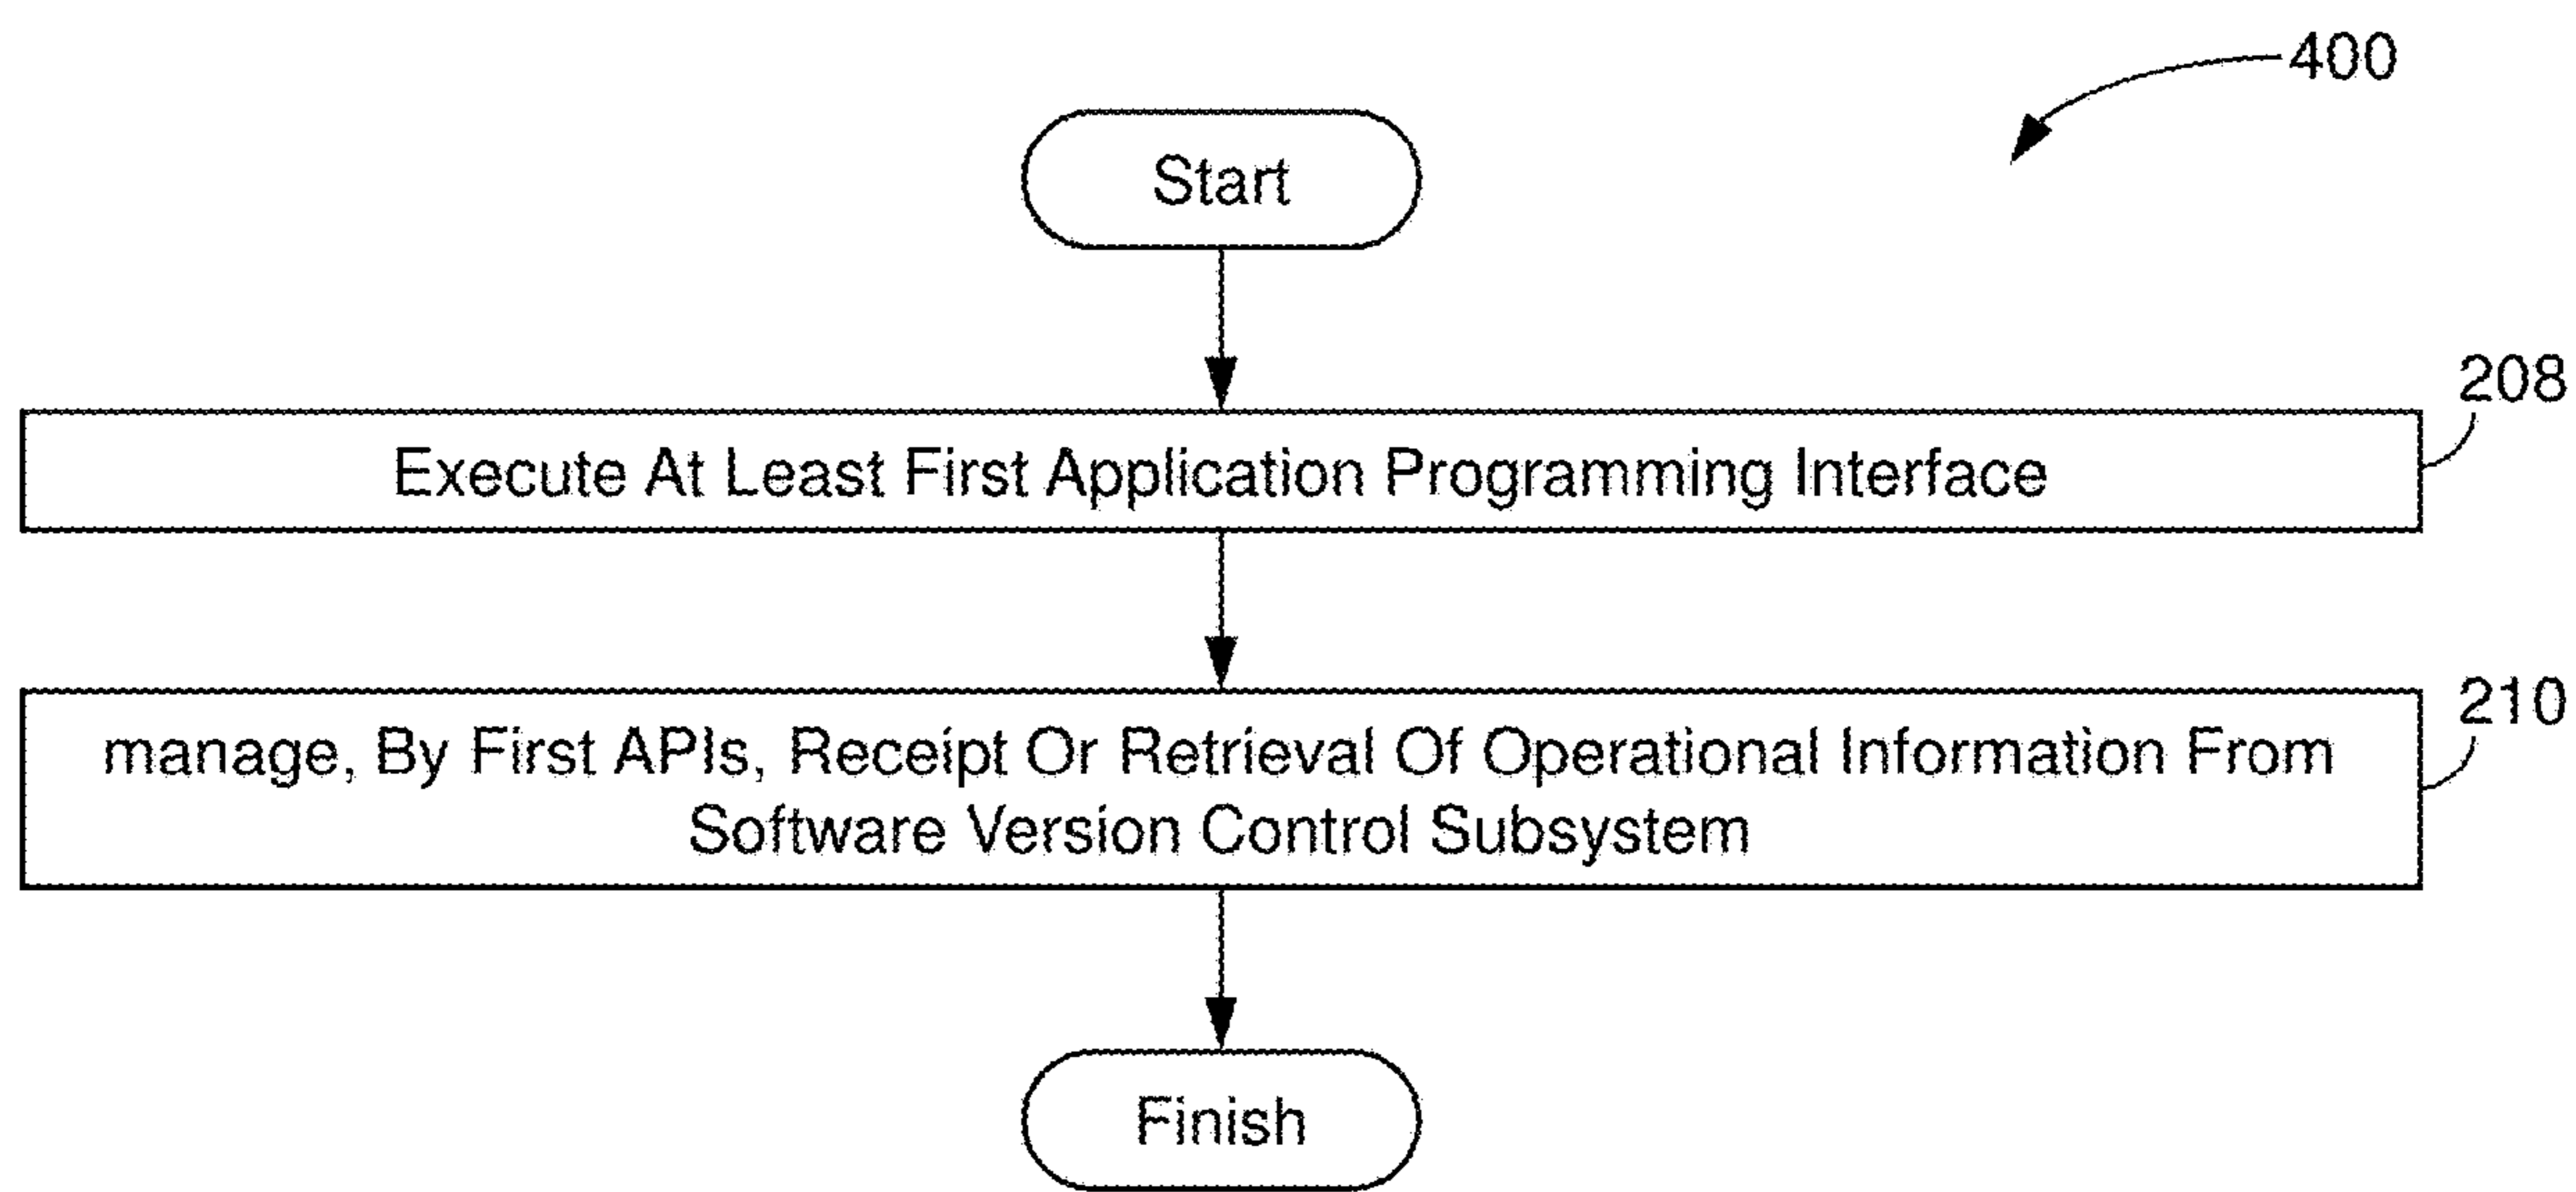 400
Start
208
Execute At Least First Application Programming Interface
210
manage, By First APIs, Receipt Or Retrieval Of Operational Information From
Software Version Control Subsystem
Finish